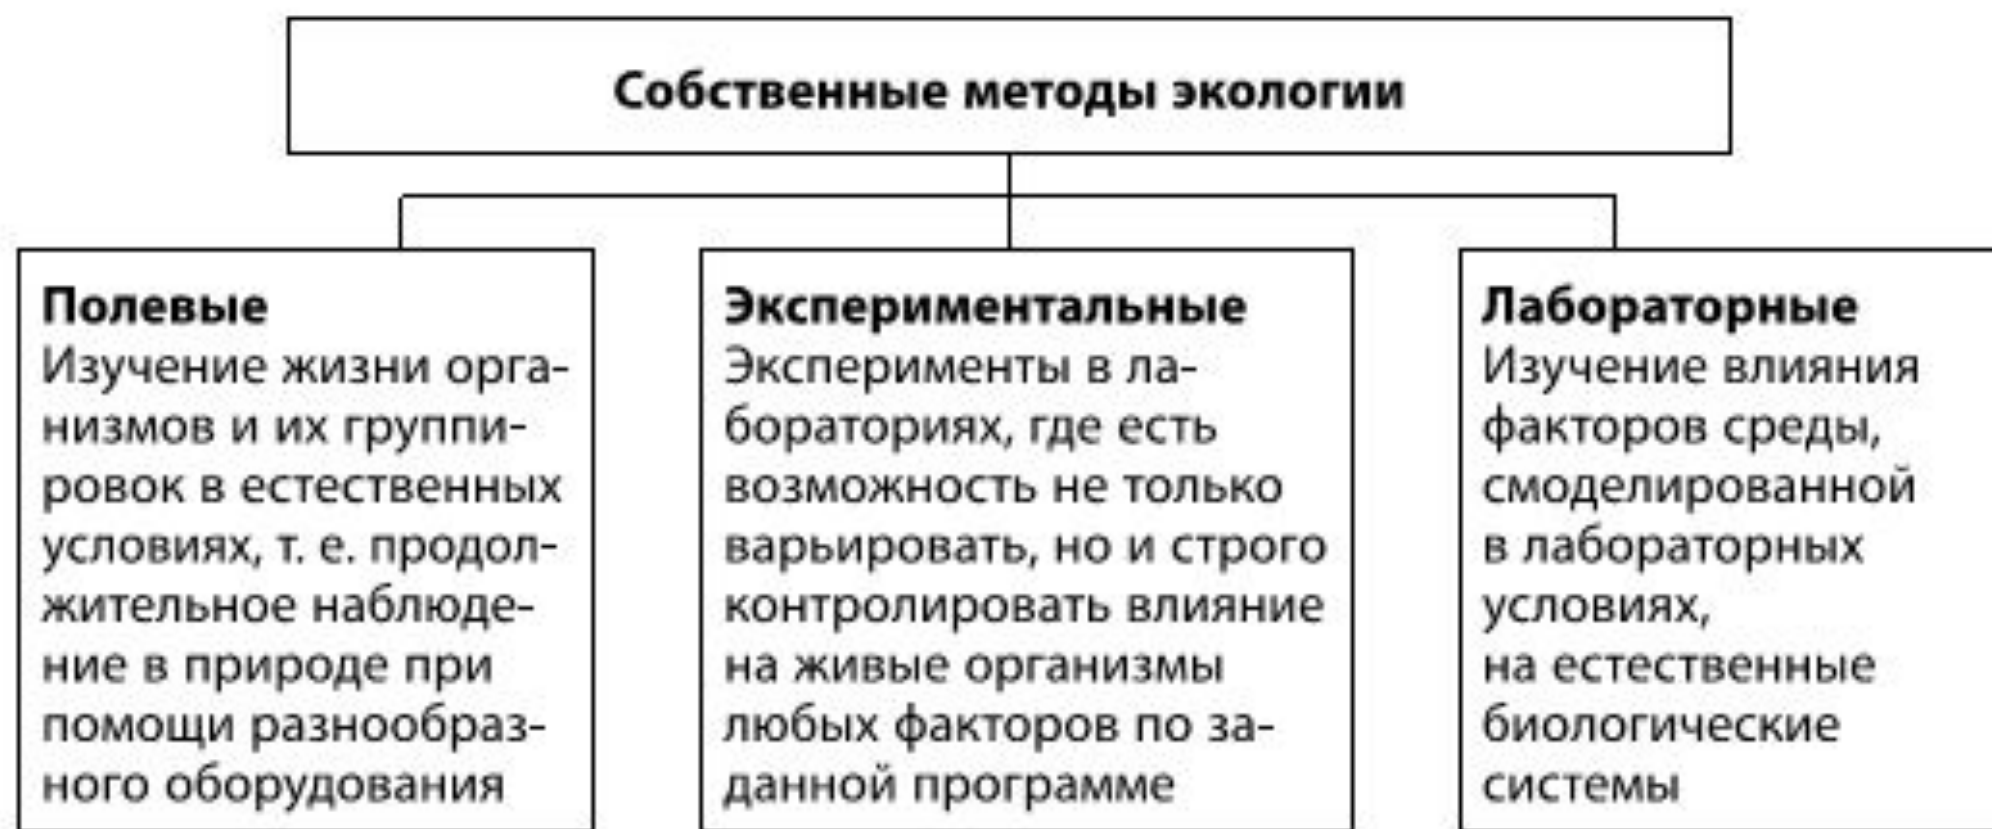 Собственные методы экологии
Полевые
Изучение жизни орга-
низмов и их группи-
ровок в естественных
условиях, т. е. продол-
жительное наблюде-
ние в природе при
помощи разнообраз-
ного оборудования
Экспериментальные
Эксперименты в ла-
бораториях, где есть
возможность не только
варьировать, но и строго
контролировать влияние
на живые организмы
любых факторов по за-
данной программе
Лабораторные
Изучение влияния
факторов среды,
смоделированной
в лабораторных
условиях,
на естественные
биологические
системы